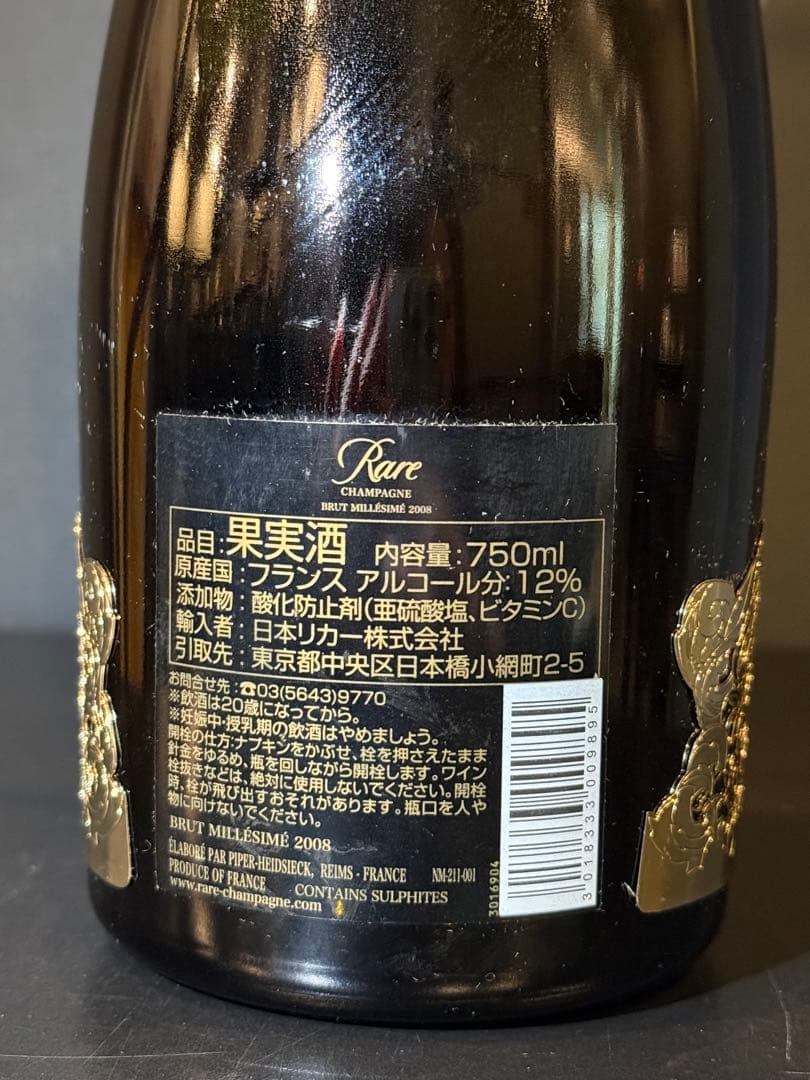 Rare
CHAMPAGNE
BRUT MILLÉSIMÉ 2008
品目:果実酒 内容量:750ml
原産国:フランス アルコール分:12%
添加物:酸化防止剤(亜硫酸塩、ビタミンC)
輸入者:日本リカー株式会社
引取先:東京都中央区日本橋小網町2-5
お問合せ先:☎03(5643)9770
※飲酒は20歳になってから。
※妊娠中・授乳期の飲酒はやめましょう。
開栓の仕方:ナプキンをかぶせ、栓を押さえたまま
針金をゆるめ、瓶を回しながら開栓します。ワイン
栓抜きなどは、絶対に使用しないでください。開栓
時、栓が飛び出すおそれがあります。瓶口を人や
物に向けないでください。
BRUT MILLÉSIMÉ 2008
ÉLABORÉ PAR PIPER-HEIDSIECK, REIMS - FRANCE NM-211-001
PRODUCE OF FRANCE CONTAINS SULPHITES
www.rare-champagne.com
3016904
3 018333 009895